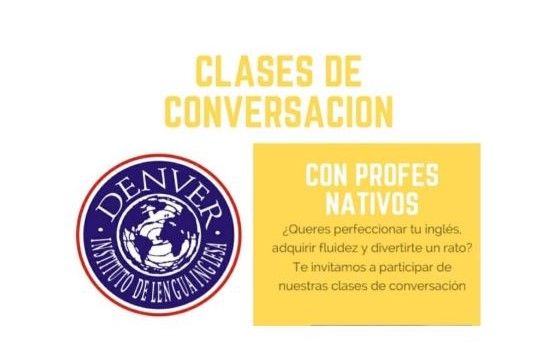 CLASES DE
CONVERSACION
DENVER
INSTITUTO DE LENGUA INGLESA
CON PROFES
NATIVOS
¿Queres perfeccionar tu inglés,
adquirir fluidez y divertirte un rato?
Te invitamos a participar de
nuestras clases de conversación